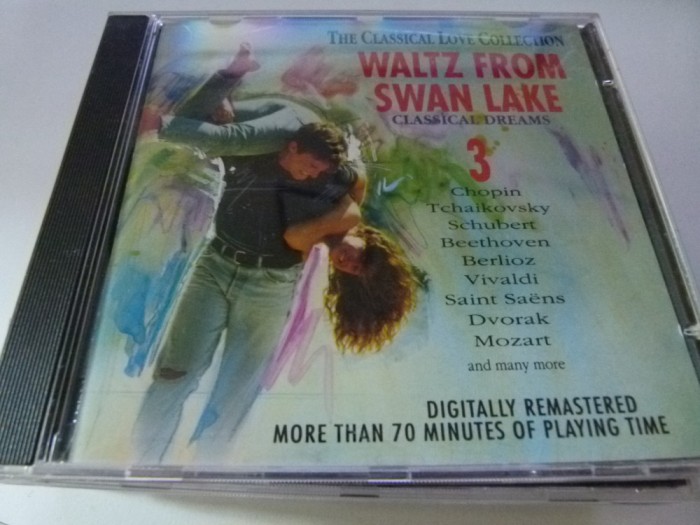 THE CLASSICAL LOVE COLLECTION
WALTZ FROM
SWAN LAKE
CLASSICAL DREAMS
3
Chopin
Tchaikovsky
Schubert
Beethoven
Berlioz
Vivaldi
Saint Saëns
Dvorak
Mozart
and many more
DIGITALLY REMASTERED
MORE THAN 70 MINUTES OF PLAYING TIME